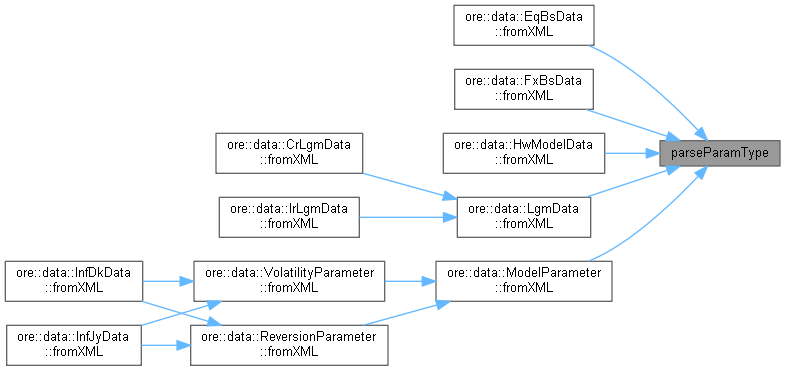 ore::data::EqBsData
::fromXML
ore::data::FxBsData
::fromXML
ore::data::CrLgmData
::fromXML
ore::data::HwModelData
::fromXML
parseParamType
ore::data::IrLgmData
::fromXML
ore::data::LgmData
::fromXML
ore::data::InfDkData
::fromXML
ore::data::VolatilityParameter
::fromXML
ore::data::ModelParameter
::fromXML
ore::data::InfJyData
::fromXML
ore::data::ReversionParameter
::fromXML